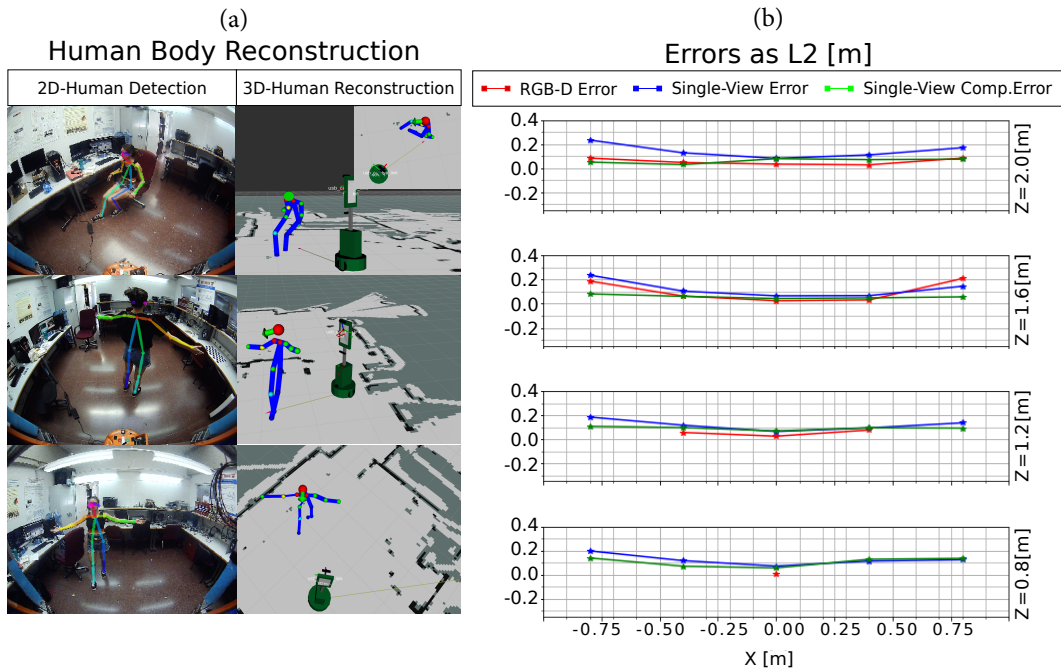 (a)
Human Body Reconstruction
2D-Human Detection
3D-Human Reconstruction
(b)
Errors as L2 [m]
RGB-D Error
Single-View Error
Single-View Comp.Error
0.4
0.2
0.0
-0.2
Z=2.0[m]
0.4
0.2
0.0
-0.2
Z=1.6[m]
0.4
0.2
0.0
-0.2
Z=1.2[m]
0.4
0.2
0.0
-0.2
Z=0.8[m]
-0.75 -0.50 -0.25 0.00 0.25 0.50 0.75
X [m]